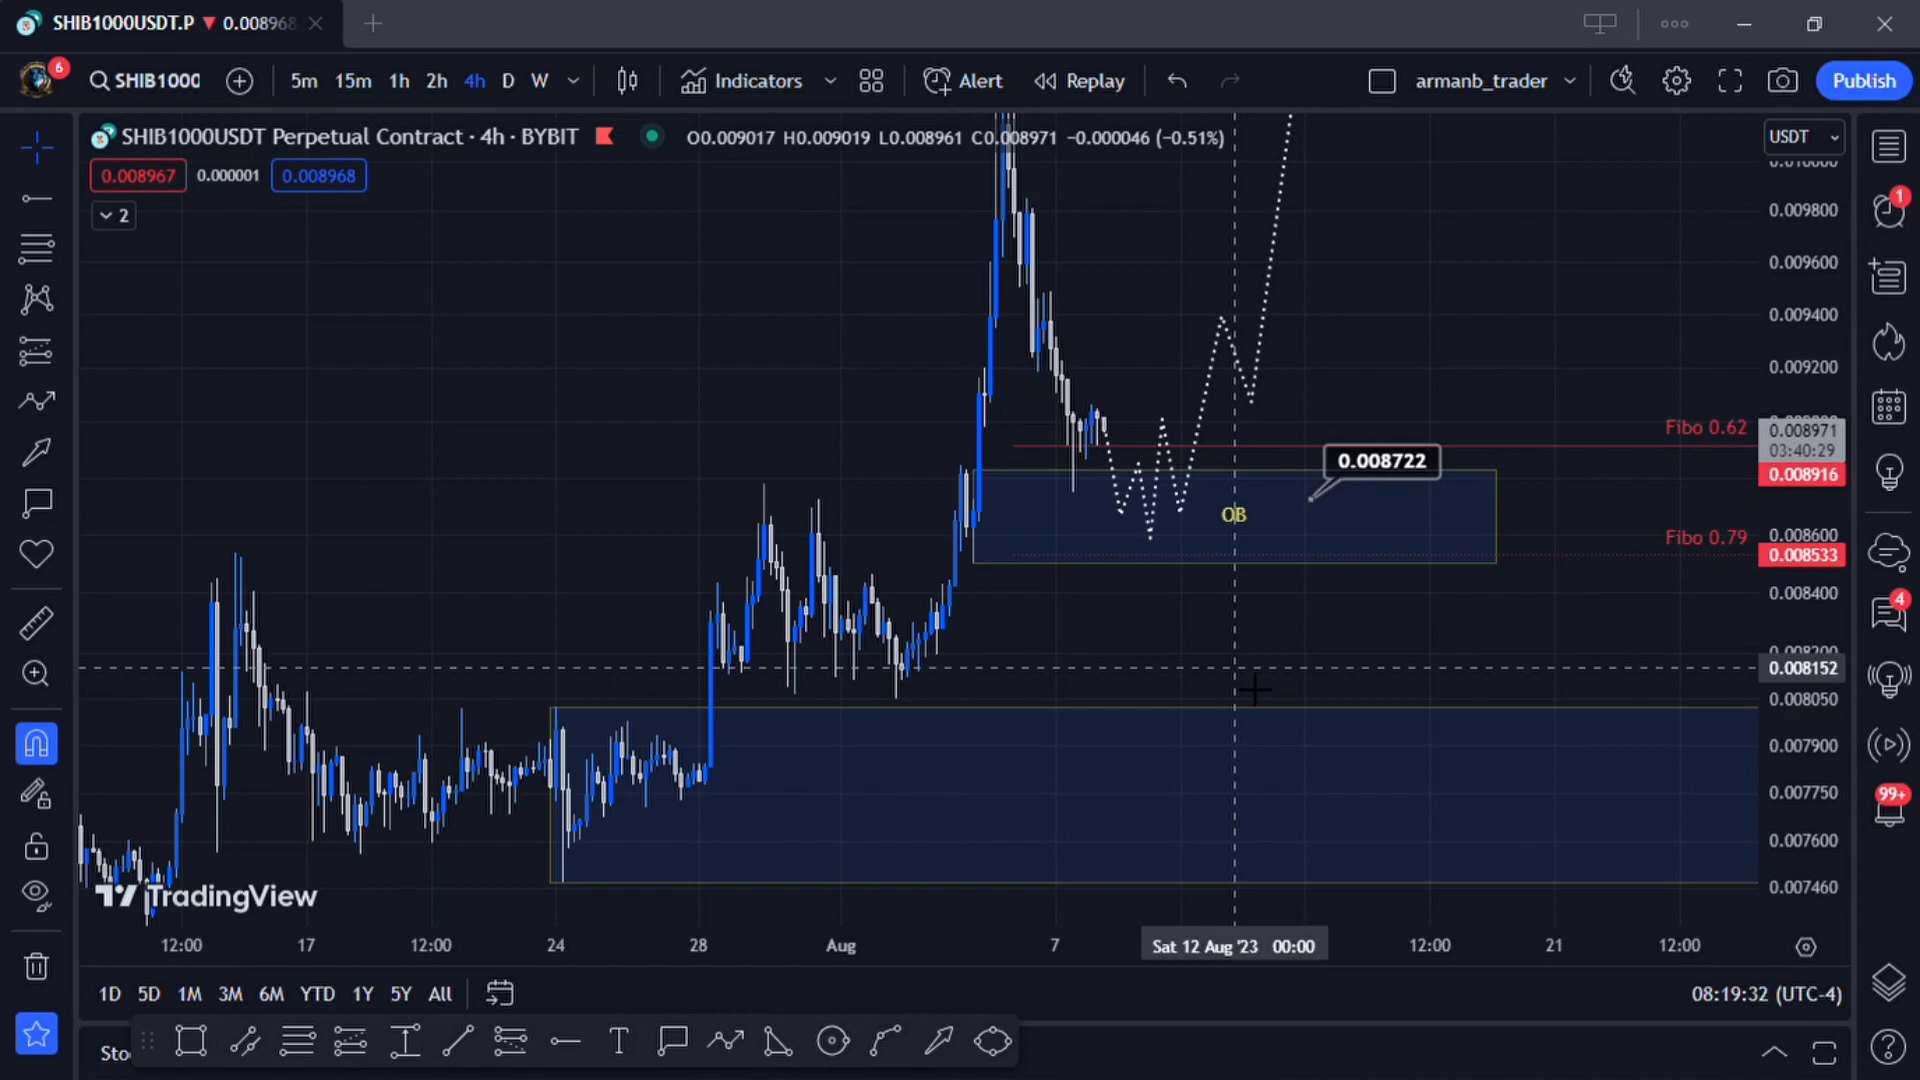 SHIB1000USDT.P ▼ 0.008968
6
SHIB1000
5m 15m 1h 2h 4h D W
Indicators
Alert
Replay
armanb_trader
Publish
SHIB1000USDT Perpetual Contract · 4h · BYBIT
O0.009017 H0.009019 L0.008961 C0.008971 −0.000046 (−0.51%)
USDT
0.008967
0.000001
0.008968
2
0.009800
0.009600
0.009400
0.009200
Fibo 0.62
0.008971
03:40:29
0.008916
0.008722
OB
Fibo 0.79
0.008600
0.008533
0.008400
0.008200
0.008152
0.008050
0.007900
0.007750
0.007600
0.007460
TradingView
12:00 17 12:00 24 28 Aug 7 Sat 12 Aug '23 00:00 12:00 21 12:00
1D 5D 1M 3M 6M YTD 1Y 5Y All
08:19:32 (UTC-4)
1
4
99+